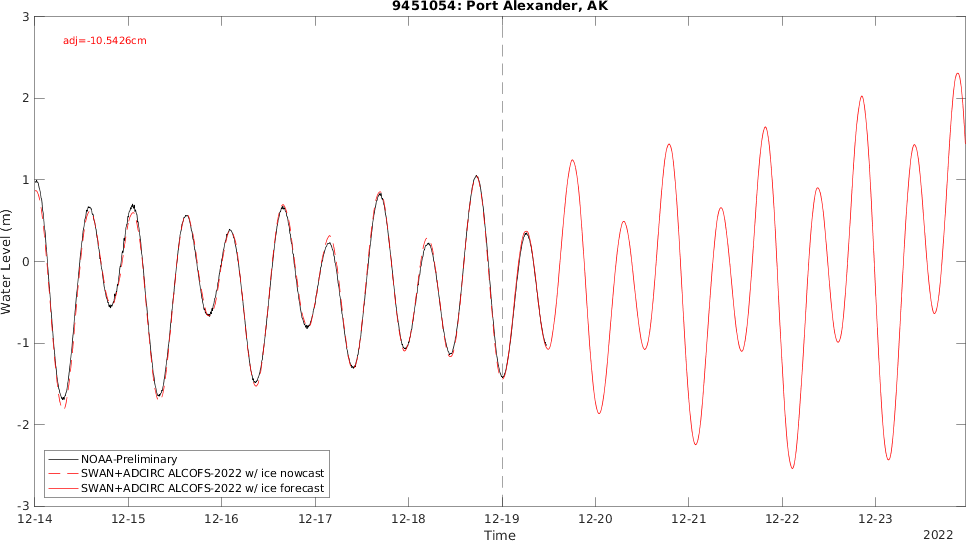 9451054: Port Alexander, AK
adj=-10.5426cm
3
2
1
0
-1
-2
-3
Water Level (m)
NOAA-Preliminary
SWAN+ADCIRC ALCOFS-2022 w/ ice nowcast
SWAN+ADCIRC ALCOFS-2022 w/ ice forecast
12-14 12-15 12-16 12-17 12-18 12-19 12-20 12-21 12-22 12-23
Time
2022